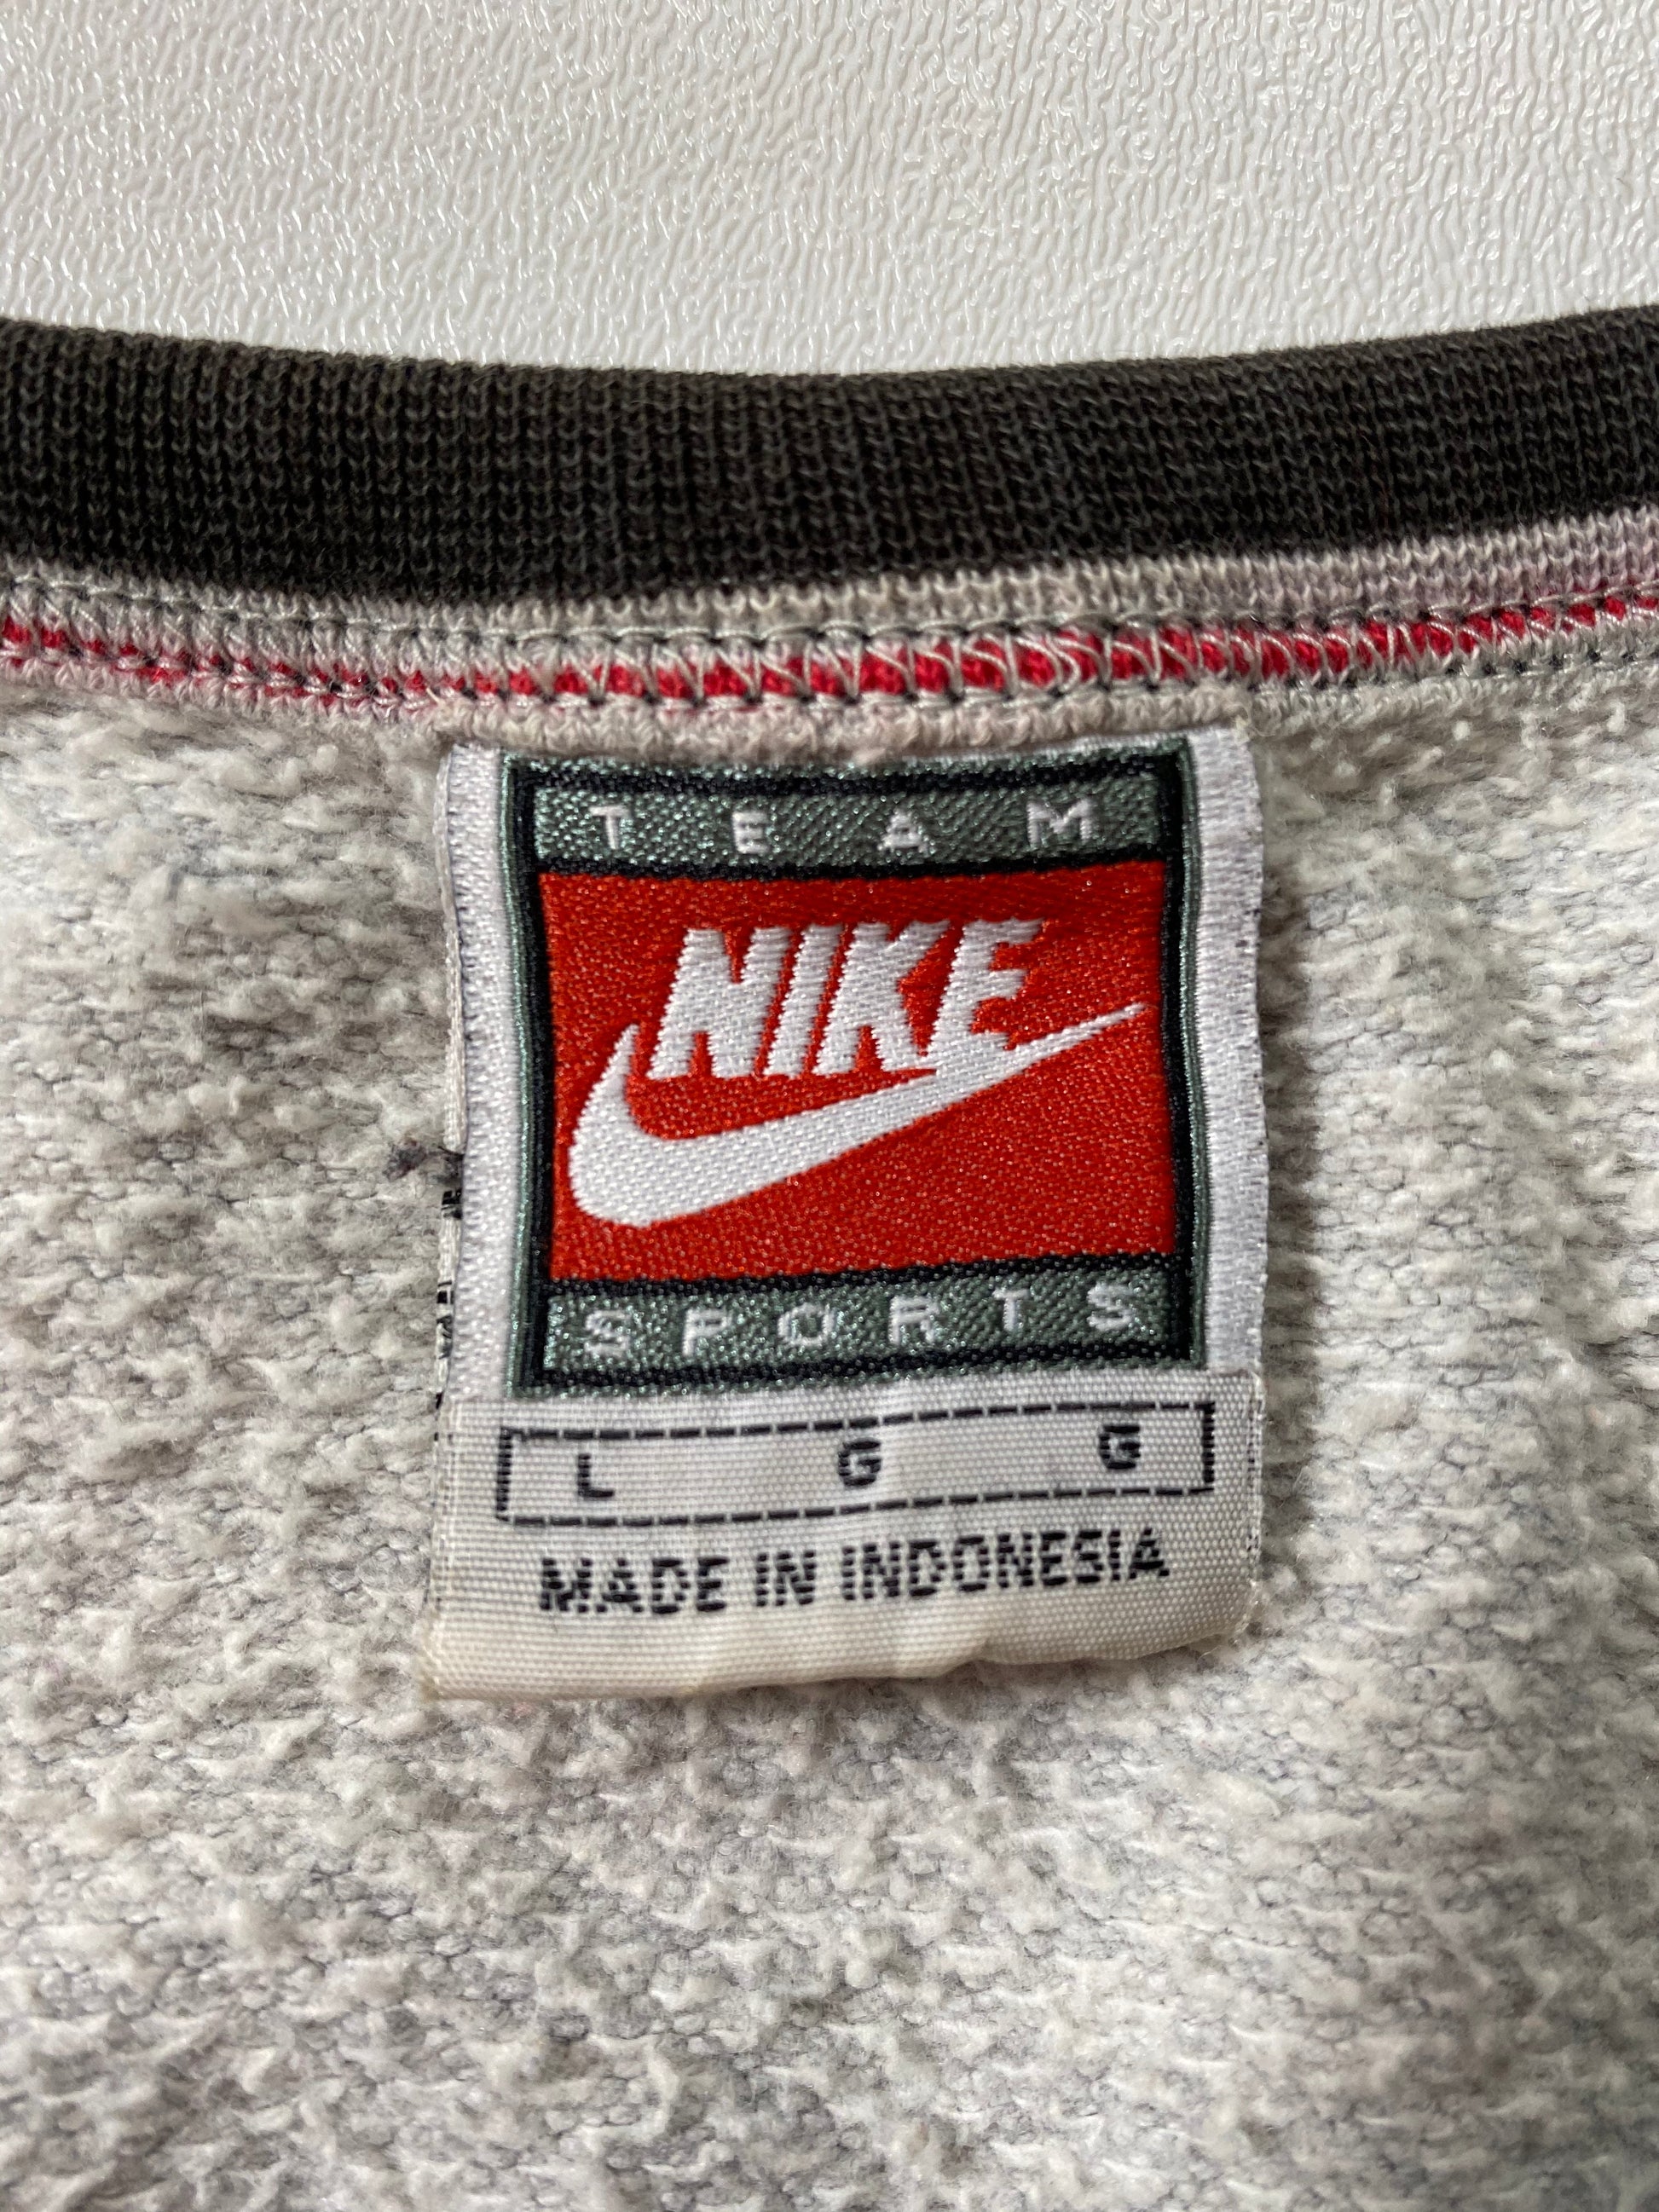 TEAM
NIKE
SPORTS
L G G
MADE IN INDONESIA